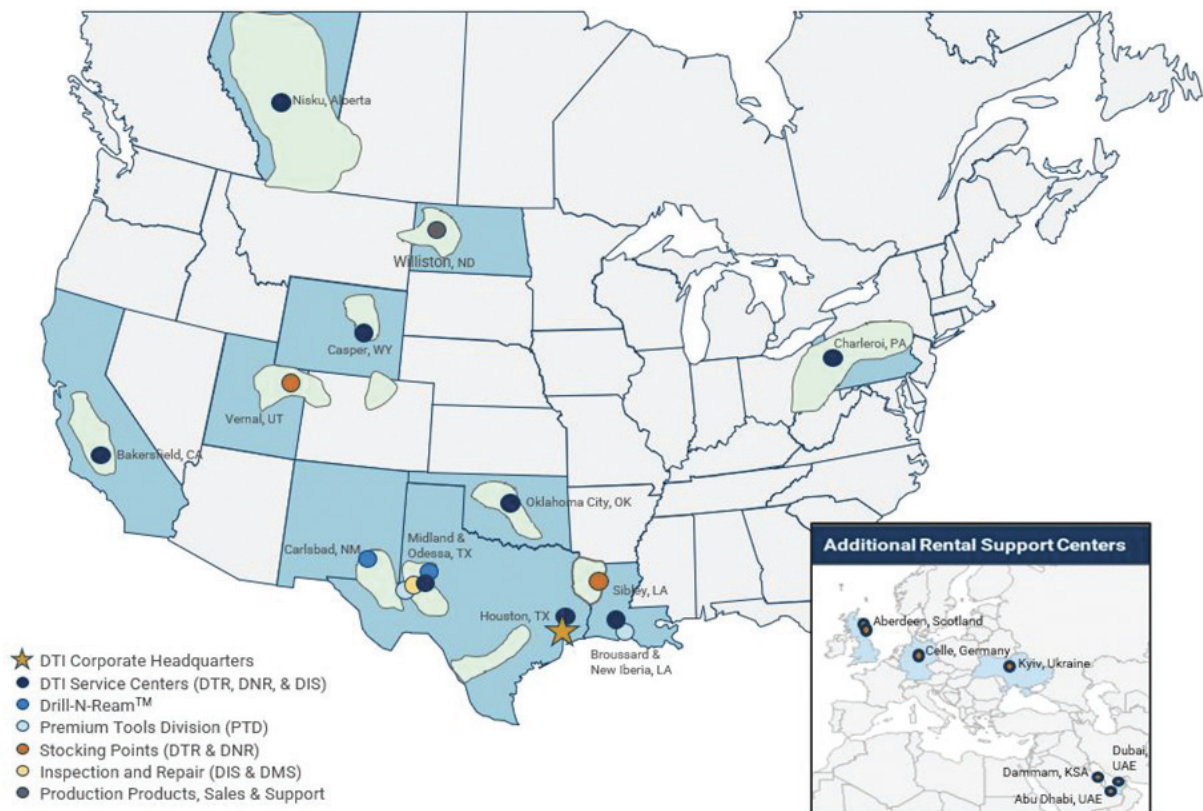 Nisku, Alberta
Williston, ND
Casper, WY
Charleroi, PA
Vernal, UT
Bakersfield, CA
Oklahoma City, OK
Midland &
Odessa, TX
Carlsbad, NM
Sibley, LA
Houston, TX
Broussard &
New Iberia, LA
DTI Corporate Headquarters
DTI Service Centers (DTR, DNR, & DIS)
Drill-N-Ream™
Premium Tools Division (PTD)
Stocking Points (DTR & DNR)
Inspection and Repair (DIS & DMS)
Production Products, Sales & Support
Additional Rental Support Centers
Aberdeen, Scotland
Celle, Germany
Kyiv, Ukraine
Dubai,
UAE
Dammam, KSA
Abu Dhabi, UAE